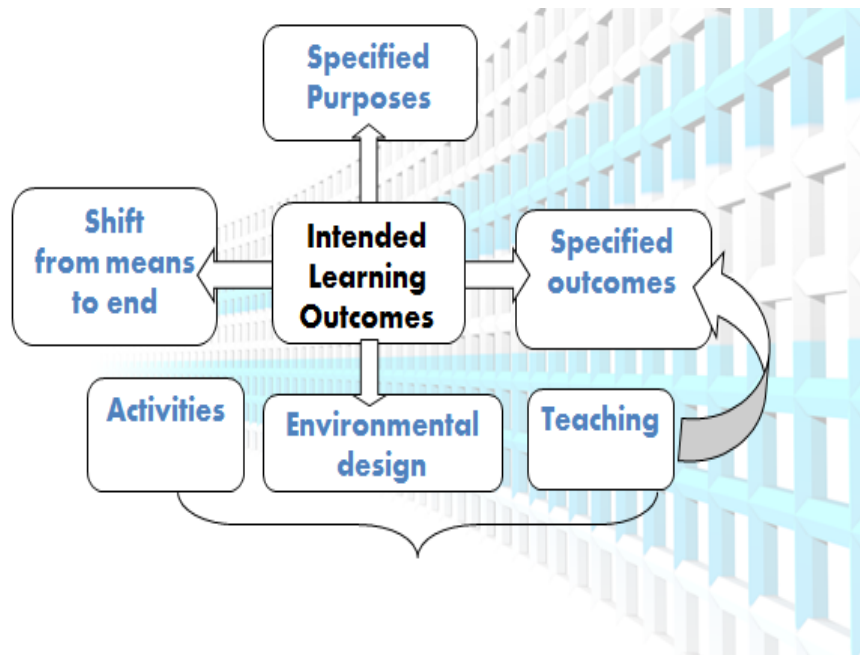 Specified
Purposes
Shift
from means
to end
Intended
Learning
Outcomes
Specified
outcomes
Activities
Environmental
design
Teaching